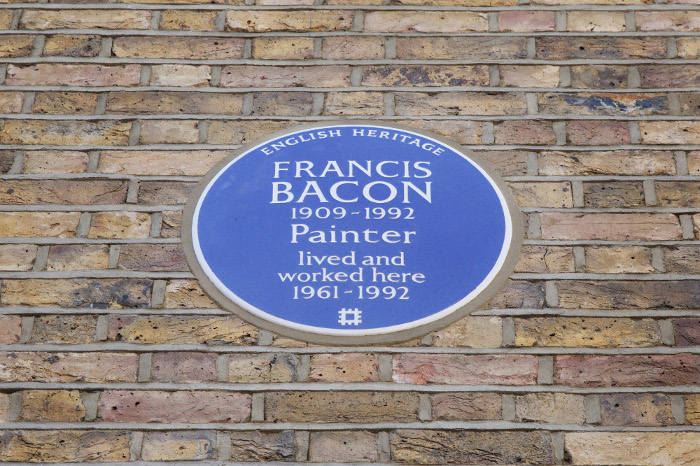 ENGLISH HERITAGE
FRANCIS
BACON
1909-1992
Painter
lived and
worked here
1961-1992